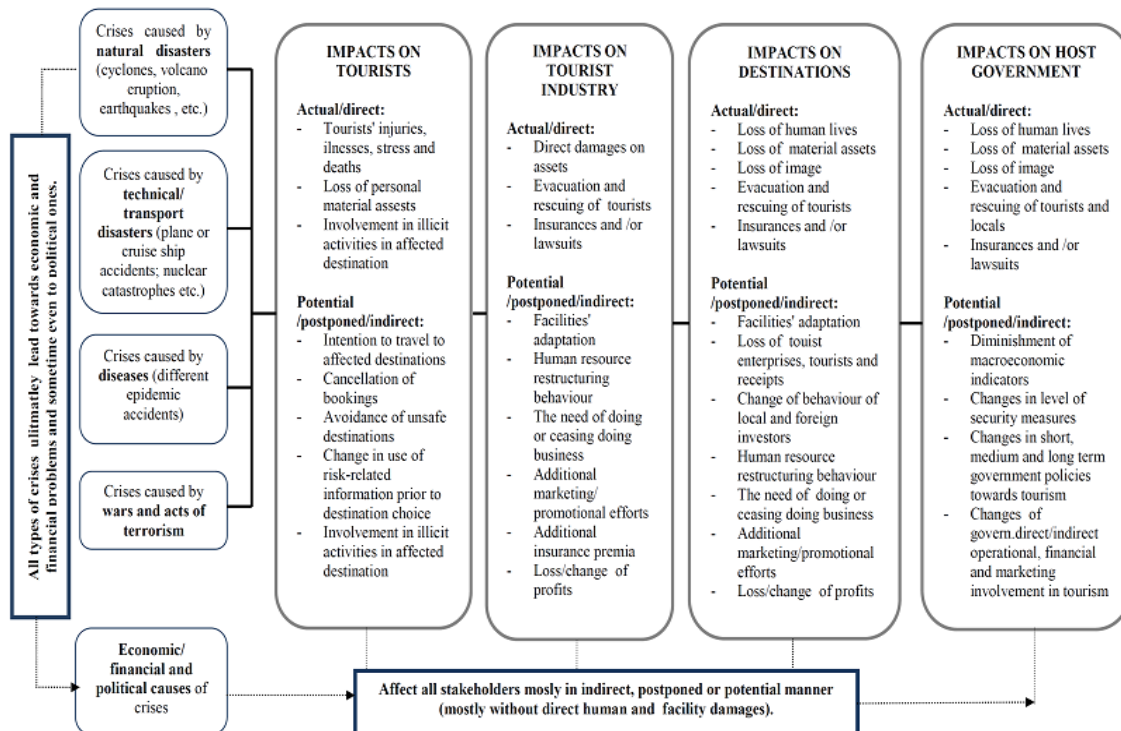 All types of crises ulitmatley lead towards economic and
financial problems and sometime even to political ones.
Crises caused by
natural disasters
(cyclones, volcano
eruption,
earthquakes , etc.)
Crises caused by
technical/
transport
disasters (plane or
cruise ship
accidents; nuclear
catastrophes etc.)
Crises caused
by diseases (different
epidemic
accidents)
Crises caused by
wars and acts of
terrorism
Economic/
financial and
political causes of
crises
IMPACTS ON
TOURISTS
Actual/direct:
- Tourists' injuries,
illnesses, stress and
deaths
- Loss of personal
material assests
- Involvement in illicit
activities in affected
destination
Potential
/postponed/indirect:
- Intention to travel to
affected destinations
- Cancellation of
bookings
- Avoidance of unsafe
destinations
- Change in use of
risk-related
information prior to
destination choice
- Involvement in illicit
activities in affected
destination
IMPACTS ON
TOURIST
INDUSTRY
Actual/direct:
- Direct damages on
assets
- Evacuation and
rescuing of tourists
- Insurances and /or
lawsuits
Potential
/postponed/indirect:
- Facilities'
adaptation
- Human resource
restructuring
behaviour
- The need of doing
or ceasing doing
business
- Additional
marketing/
promotional efforts
- Additional
insurance premia
- Loss/change of
profits
IMPACTS ON
DESTINATIONS
Actual/direct:
- Loss of human lives
- Loss of material assets
- Loss of image
- Evacuation and
rescuing of tourists
- Insurances and /or
lawsuits
Potential
/postponed/indirect:
- Facilities' adaptation
- Loss of touist
enterprises, tourists and
receipts
- Change of behaviour of
local and foreign
investors
- Human resource
restructuring behaviour
- The need of doing or
ceasing doing business
- Additional
marketing/promotional
efforts
- Loss/change of profits
IMPACTS ON HOST
GOVERNMENT
Actual/direct:
- Loss of human lives
- Loss of material assets
- Loss of image
- Evacuation and
rescuing of tourists and
locals
- Insurances and /or
lawsuits
Potential
/postponed/indirect:
- Diminishment of
macroeconomic
indicators
- Changes in level of
security measures
- Changes in short,
medium and long term
government policies
towards tourism
- Changes of
govern.direct/indirect
operational, financial
and marketing
involvement in tourism
Affect all stakeholders mosly in indirect, postponed or potential manner
(mostly without direct human and facility damages).